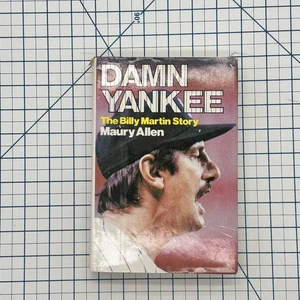 DAMN
YANKEE
The Billy Martin Story
Maury Allen